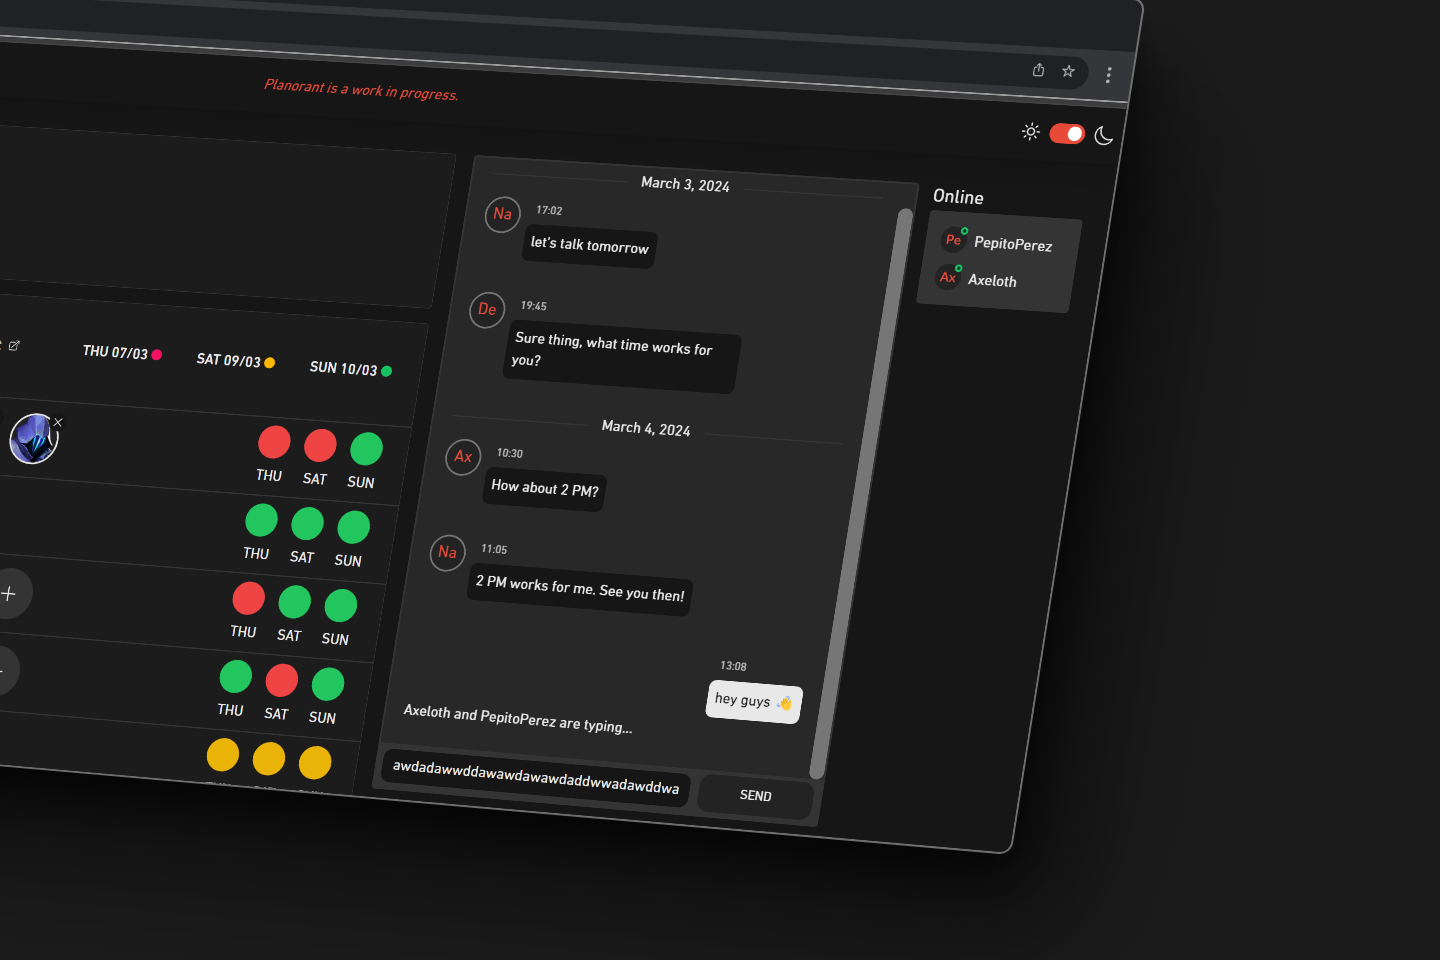 Planorant is a work in progress.
THU 07/03
SAT 09/03
SUN 10/03
THU SAT SUN
THU SAT SUN
THU SAT SUN
THU SAT SUN
March 3, 2024
Na
17:02
let's talk tomorrow
De
19:45
Sure thing, what time works for
you?
March 4, 2024
Ax
10:30
How about 2 PM?
Na
11:05
2 PM works for me. See you then!
13:08
hey guys 👋
Axeloth and PepitoPerez are typing...
awdadawwddawawdawawdaddwwadawddwa
SEND
Online
Pe PepitoPerez
Ax Axeloth